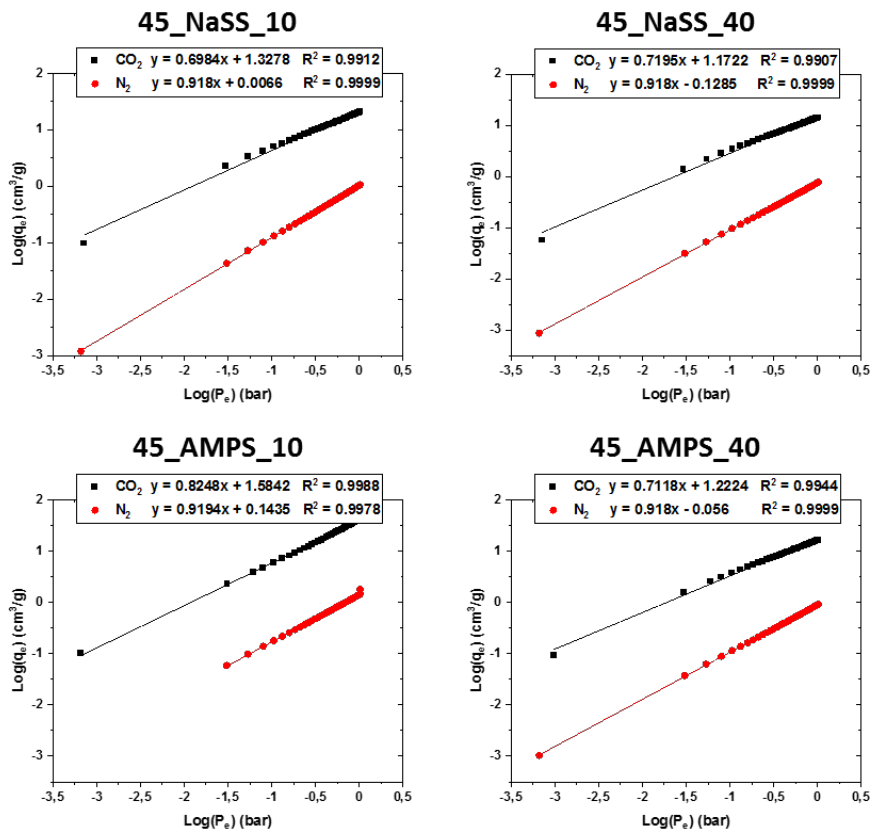 45_NaSS_10
CO₂ y = 0.6984x + 1.3278 R² = 0.9912
N₂ y = 0.918x + 0.0066 R² = 0.9999
2
1
0
-1
-2
-3
Log(qₑ) (cm³/g)
-3,5 -3 -2,5 -2 -1,5 -1 -0,5 0 0,5
Log(Pₑ) (bar)
45_NaSS_40
CO₂ y = 0.7195x + 1.1722 R² = 0.9907
N₂ y = 0.918x - 0.1285 R² = 0.9999
2
1
0
-1
-2
-3
Log(qₑ) (cm³/g)
-3,5 -3 -2,5 -2 -1,5 -1 -0,5 0 0,5
Log(Pₑ) (bar)
45_AMPS_10
CO₂ y = 0.8248x + 1.5842 R² = 0.9988
N₂ y = 0.9194x + 0.1435 R² = 0.9978
2
1
0
-1
-2
-3
Log(qₑ) (cm³/g)
-3,5 -3 -2,5 -2 -1,5 -1 -0,5 0 0,5
Log(Pₑ) (bar)
45_AMPS_40
CO₂ y = 0.7118x + 1.2224 R² = 0.9944
N₂ y = 0.918x - 0.056 R² = 0.9999
2
1
0
-1
-2
-3
Log(qₑ) (cm³/g)
-3,5 -3 -2,5 -2 -1,5 -1 -0,5 0 0,5
Log(Pₑ) (bar)